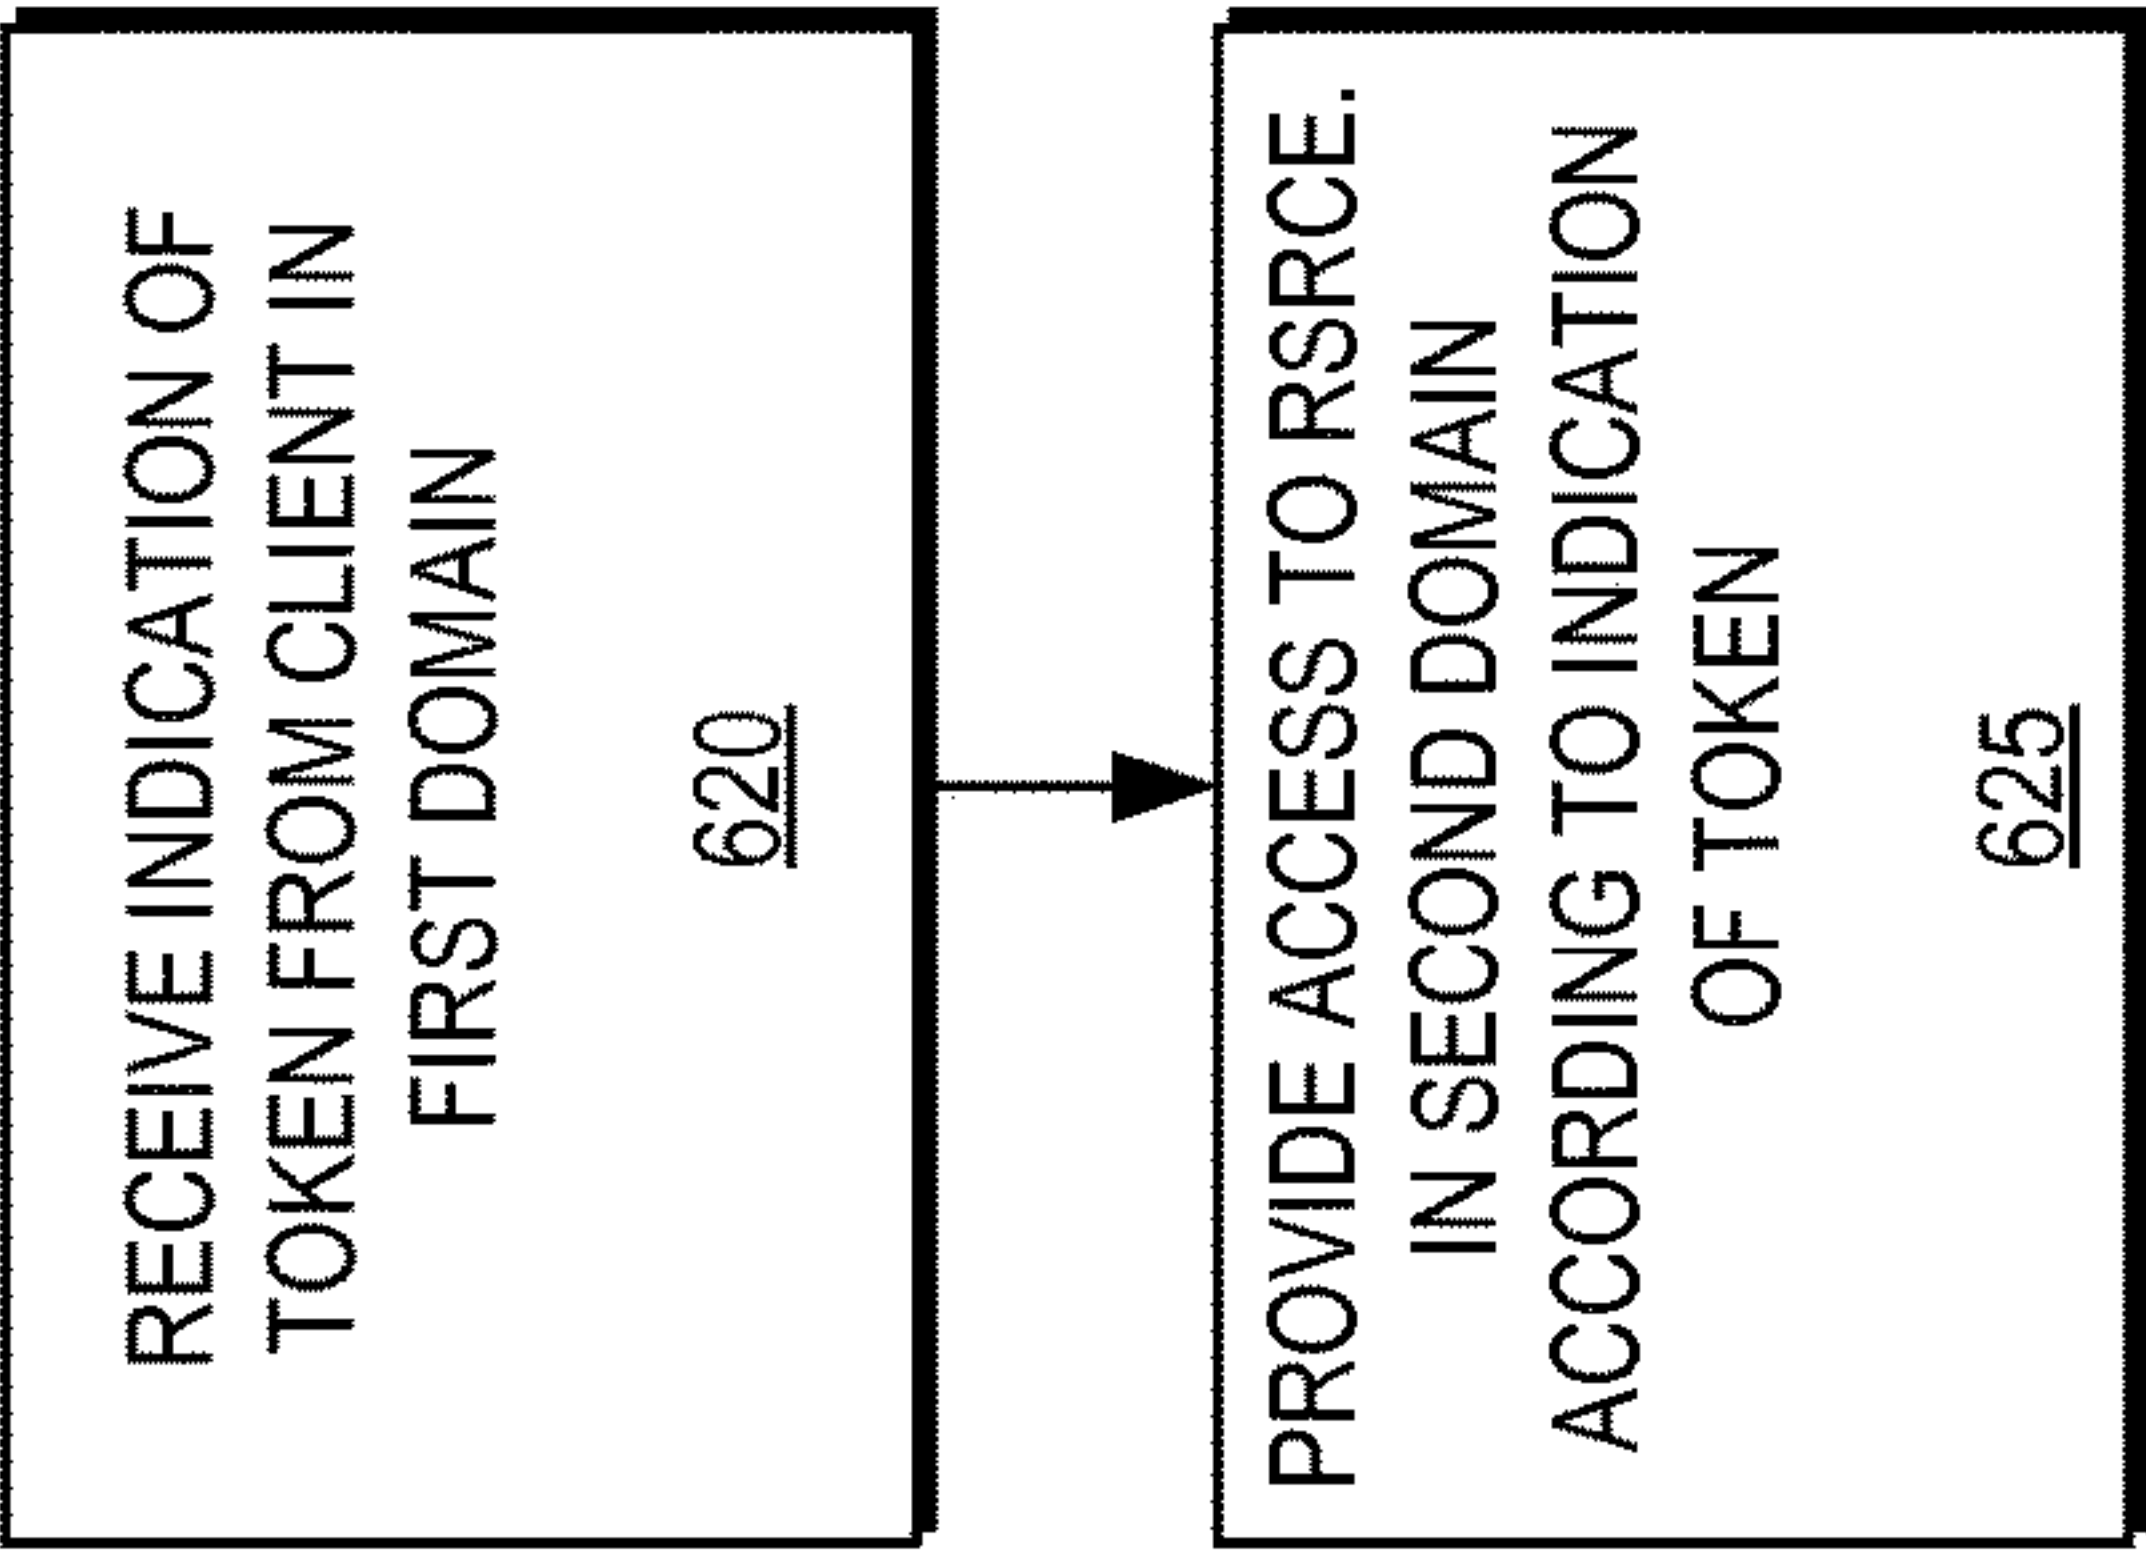 RECEIVE INDICATION OF
TOKEN FROM CLIENT IN
FIRST DOMAIN
620
PROVIDE ACCESS TO RSRCE.
IN SECOND DOMAIN
ACCORDING TO INDICATION
OF TOKEN
625